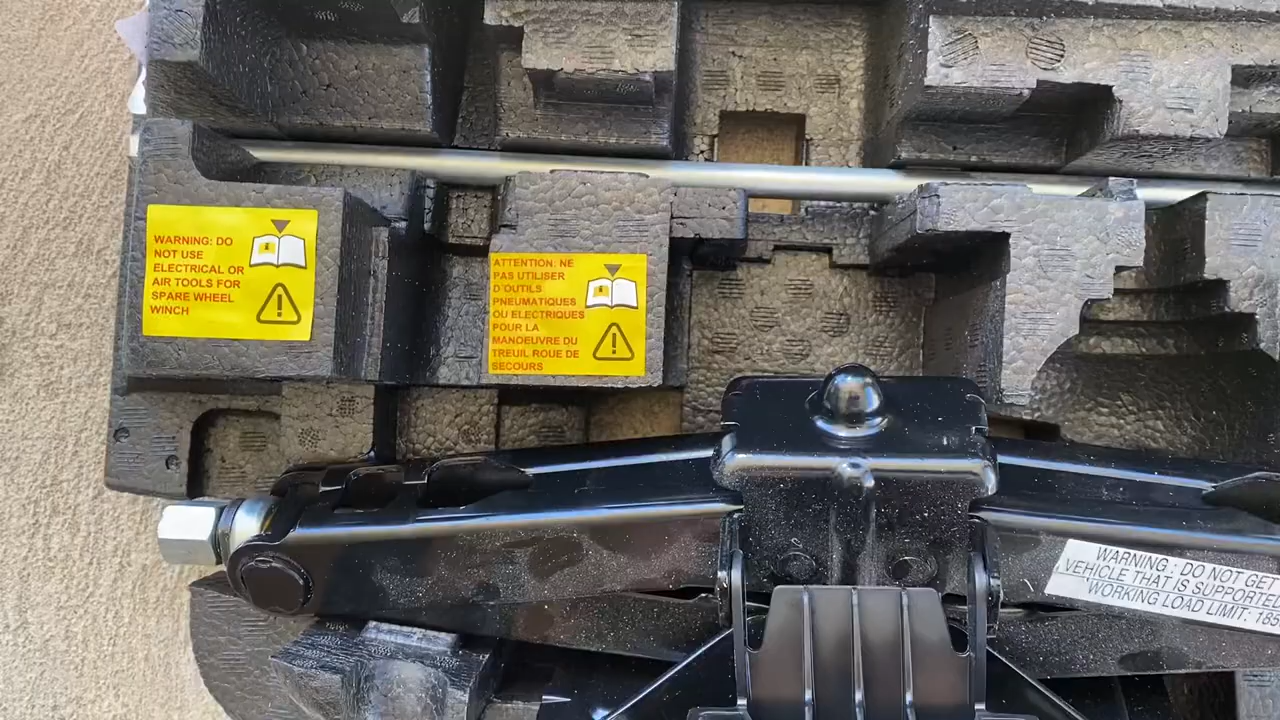 WARNING: DO
NOT USE
ELECTRICAL OR
AIR TOOLS FOR
SPARE WHEEL
WINCH
ATTENTION: NE
PAS UTILISER
D'OUTILS
PNEUMATIQUES
OU ELECTRIQUES
POUR LA
MANOEUVRE DU
TREUIL ROUE DE
SECOURS
WARNING : DO NOT GET
VEHICLE THAT IS SUPPORTED
WORKING LOAD LIMIT: 185